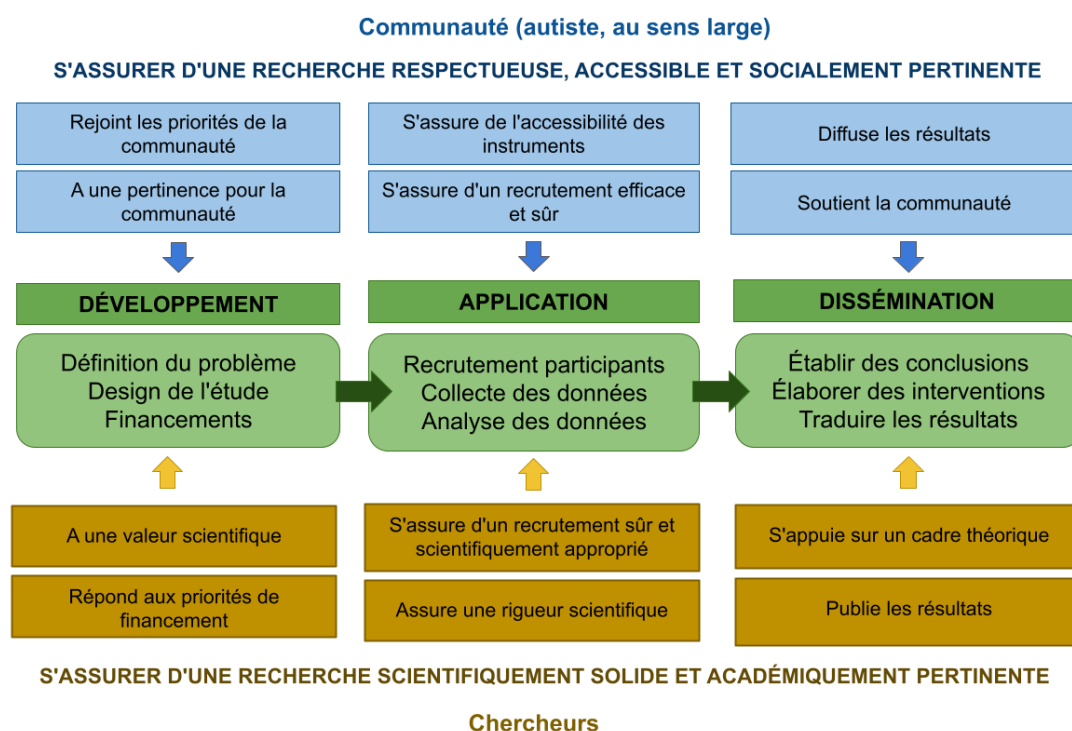 Communauté (autiste, au sens large)
S'ASSURER D'UNE RECHERCHE RESPECTUEUSE, ACCESSIBLE ET SOCIALEMENT PERTINENTE
Rejoint les priorités de la
communauté
S'assure de l'accessibilité des
instruments
Diffuse les résultats
A une pertinence pour la
communauté
S'assure d'un recrutement efficace
et sûr
Soutient la communauté
DÉVELOPPEMENT
APPLICATION
DISSÉMINATION
Définition du problème
Design de l'étude
Financements
Recrutement participants
Collecte des données
Analyse des données
Établir des conclusions
Élaborer des interventions
Traduire les résultats
A une valeur scientifique
S'assure d'un recrutement sûr et
scientifiquement approprié
S'appuie sur un cadre théorique
Répond aux priorités de
financement
Assure une rigueur scientifique
Publie les résultats
S'ASSURER D'UNE RECHERCHE SCIENTIFIQUEMENT SOLIDE ET ACADÉMIQUEMENT PERTINENTE
Chercheurs